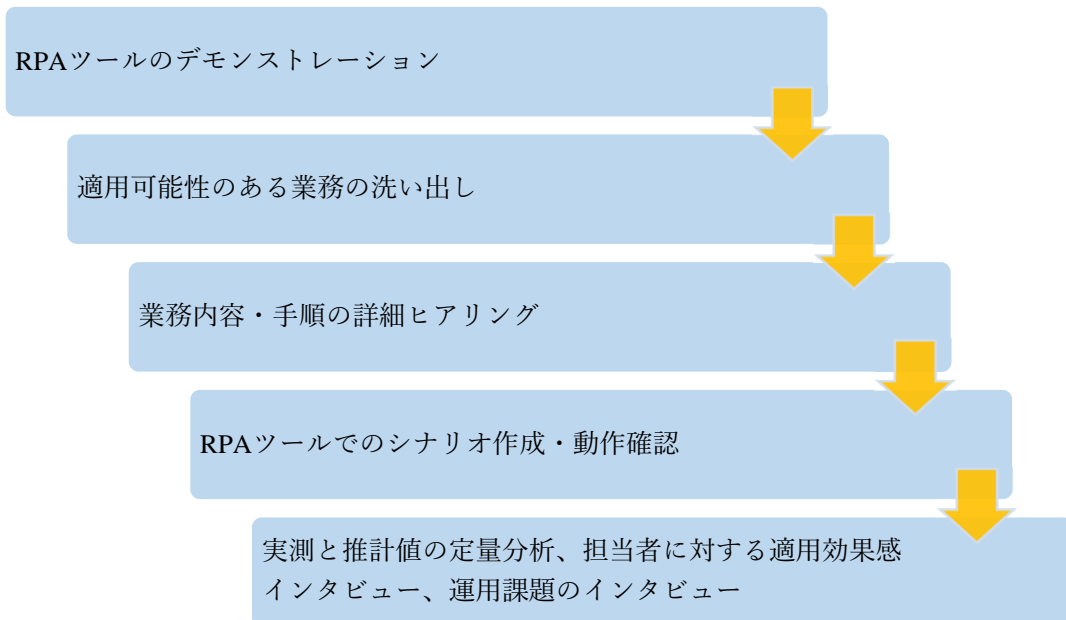 RPAツールのデモンストレーション
適用可能性のある業務の洗い出し
業務内容・手順の詳細ヒアリング
RPAツールでのシナリオ作成・動作確認
実測と推計値の定量分析、担当者に対する適用効果感
インタビュー、運用課題のインタビュー